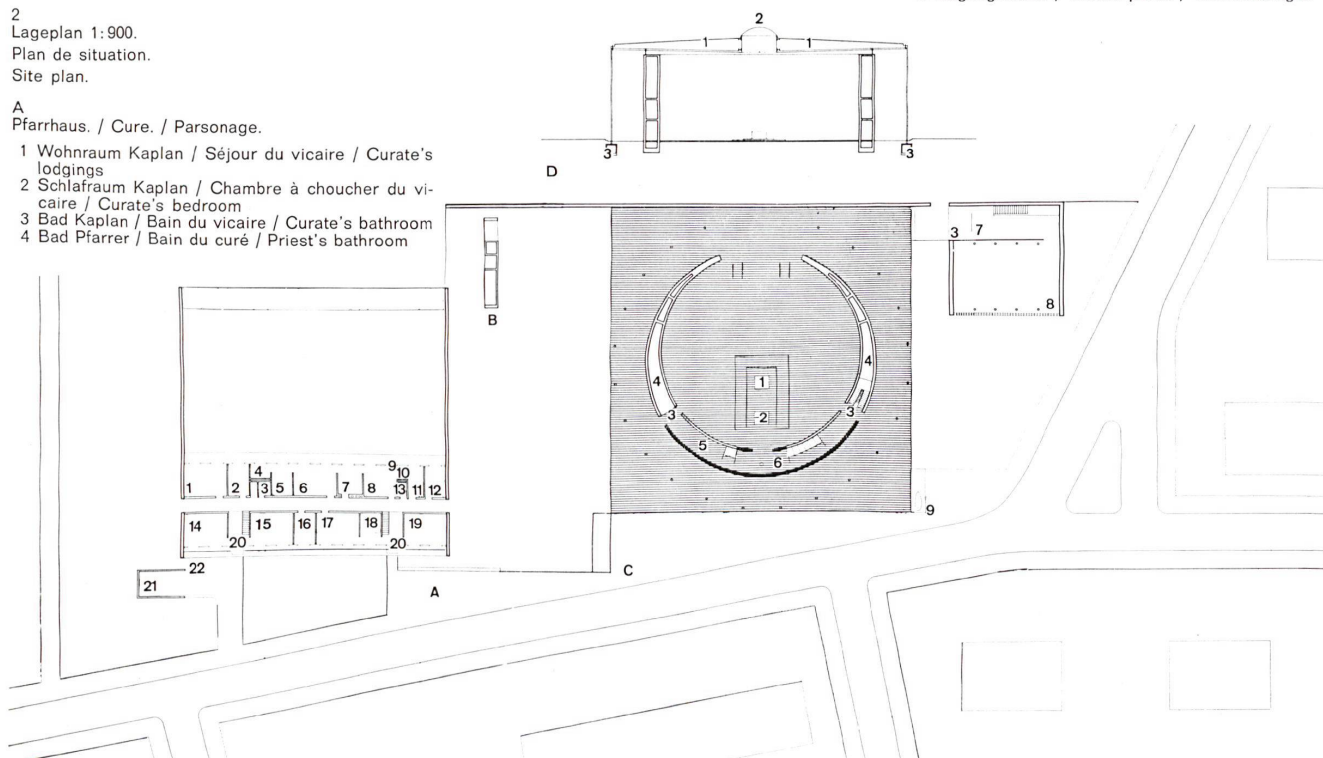 2
Lageplan 1:900.
Plan de situation.
Site plan.
A
Pfarrhaus. / Cure. / Parsonage.
1 Wohnraum Kaplan / Séjour du vicaire / Curate's
lodgings
2 Schlafraum Kaplan / Chambre à choucher du vi-
caire / Curate's bedroom
3 Bad Kaplan / Bain du vicaire / Curate's bathroom
4 Bad Pfarrer / Bain du curé / Priest's bathroom
2
1 1
3 3
D
B
3 7
8
4 4
1
2
3 3
5 6
9
C
4 9 10
1 2 3 5 6 7 8 13 11 12
14 15 16 17 18 19
20 20
22
21
A